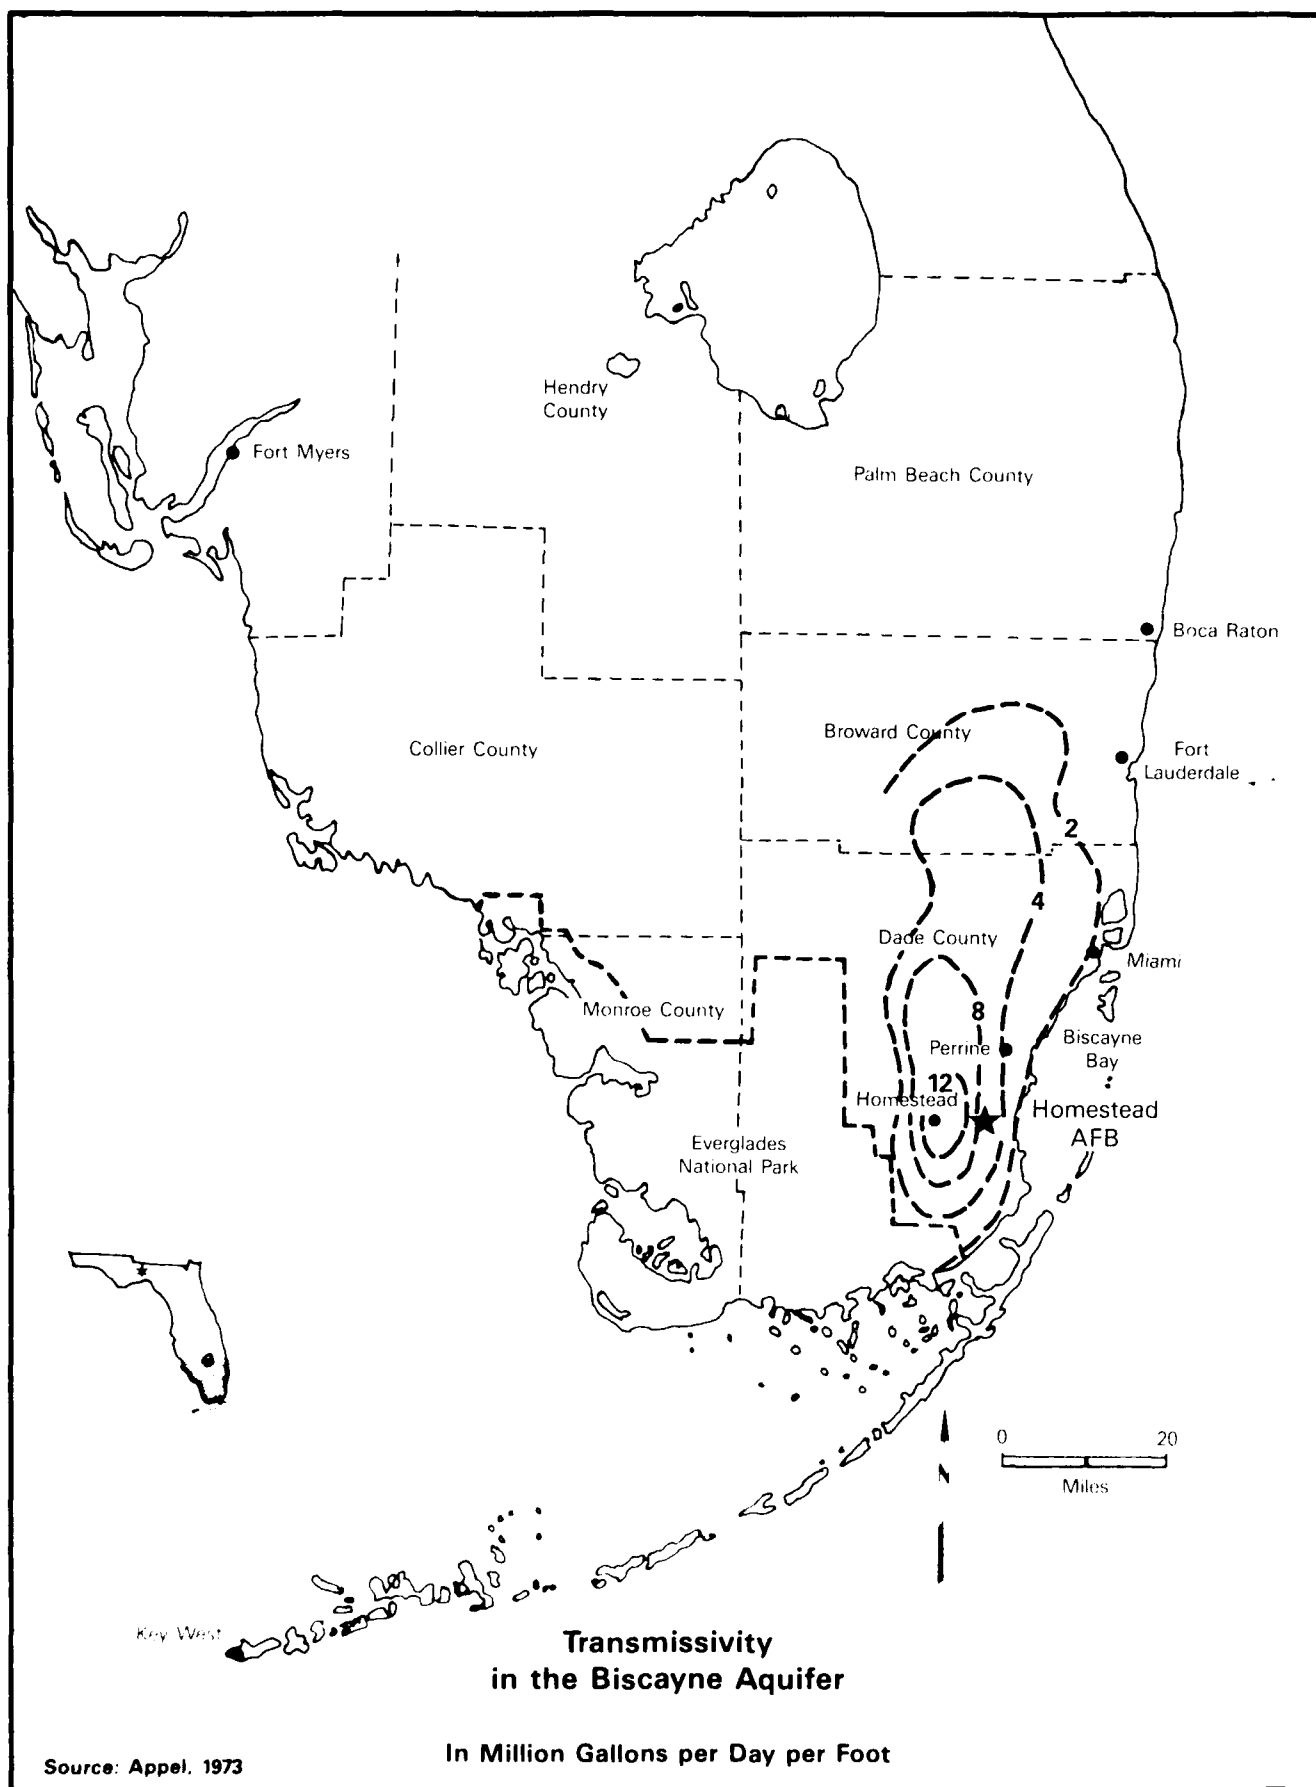 Hendry
County
Fort Myers
Palm Beach County
Boca Raton
Broward County
Collier County
Fort
Lauderdale
2
4
Dade County
Miami
Monroe County
8
Biscayne
Bay
Perrine
12
Homestead
Homestead
AFB
Everglades
National Park
0 20
Miles
N
Key West
Transmissivity
in the Biscayne Aquifer
In Million Gallons per Day per Foot
Source: Appel, 1973